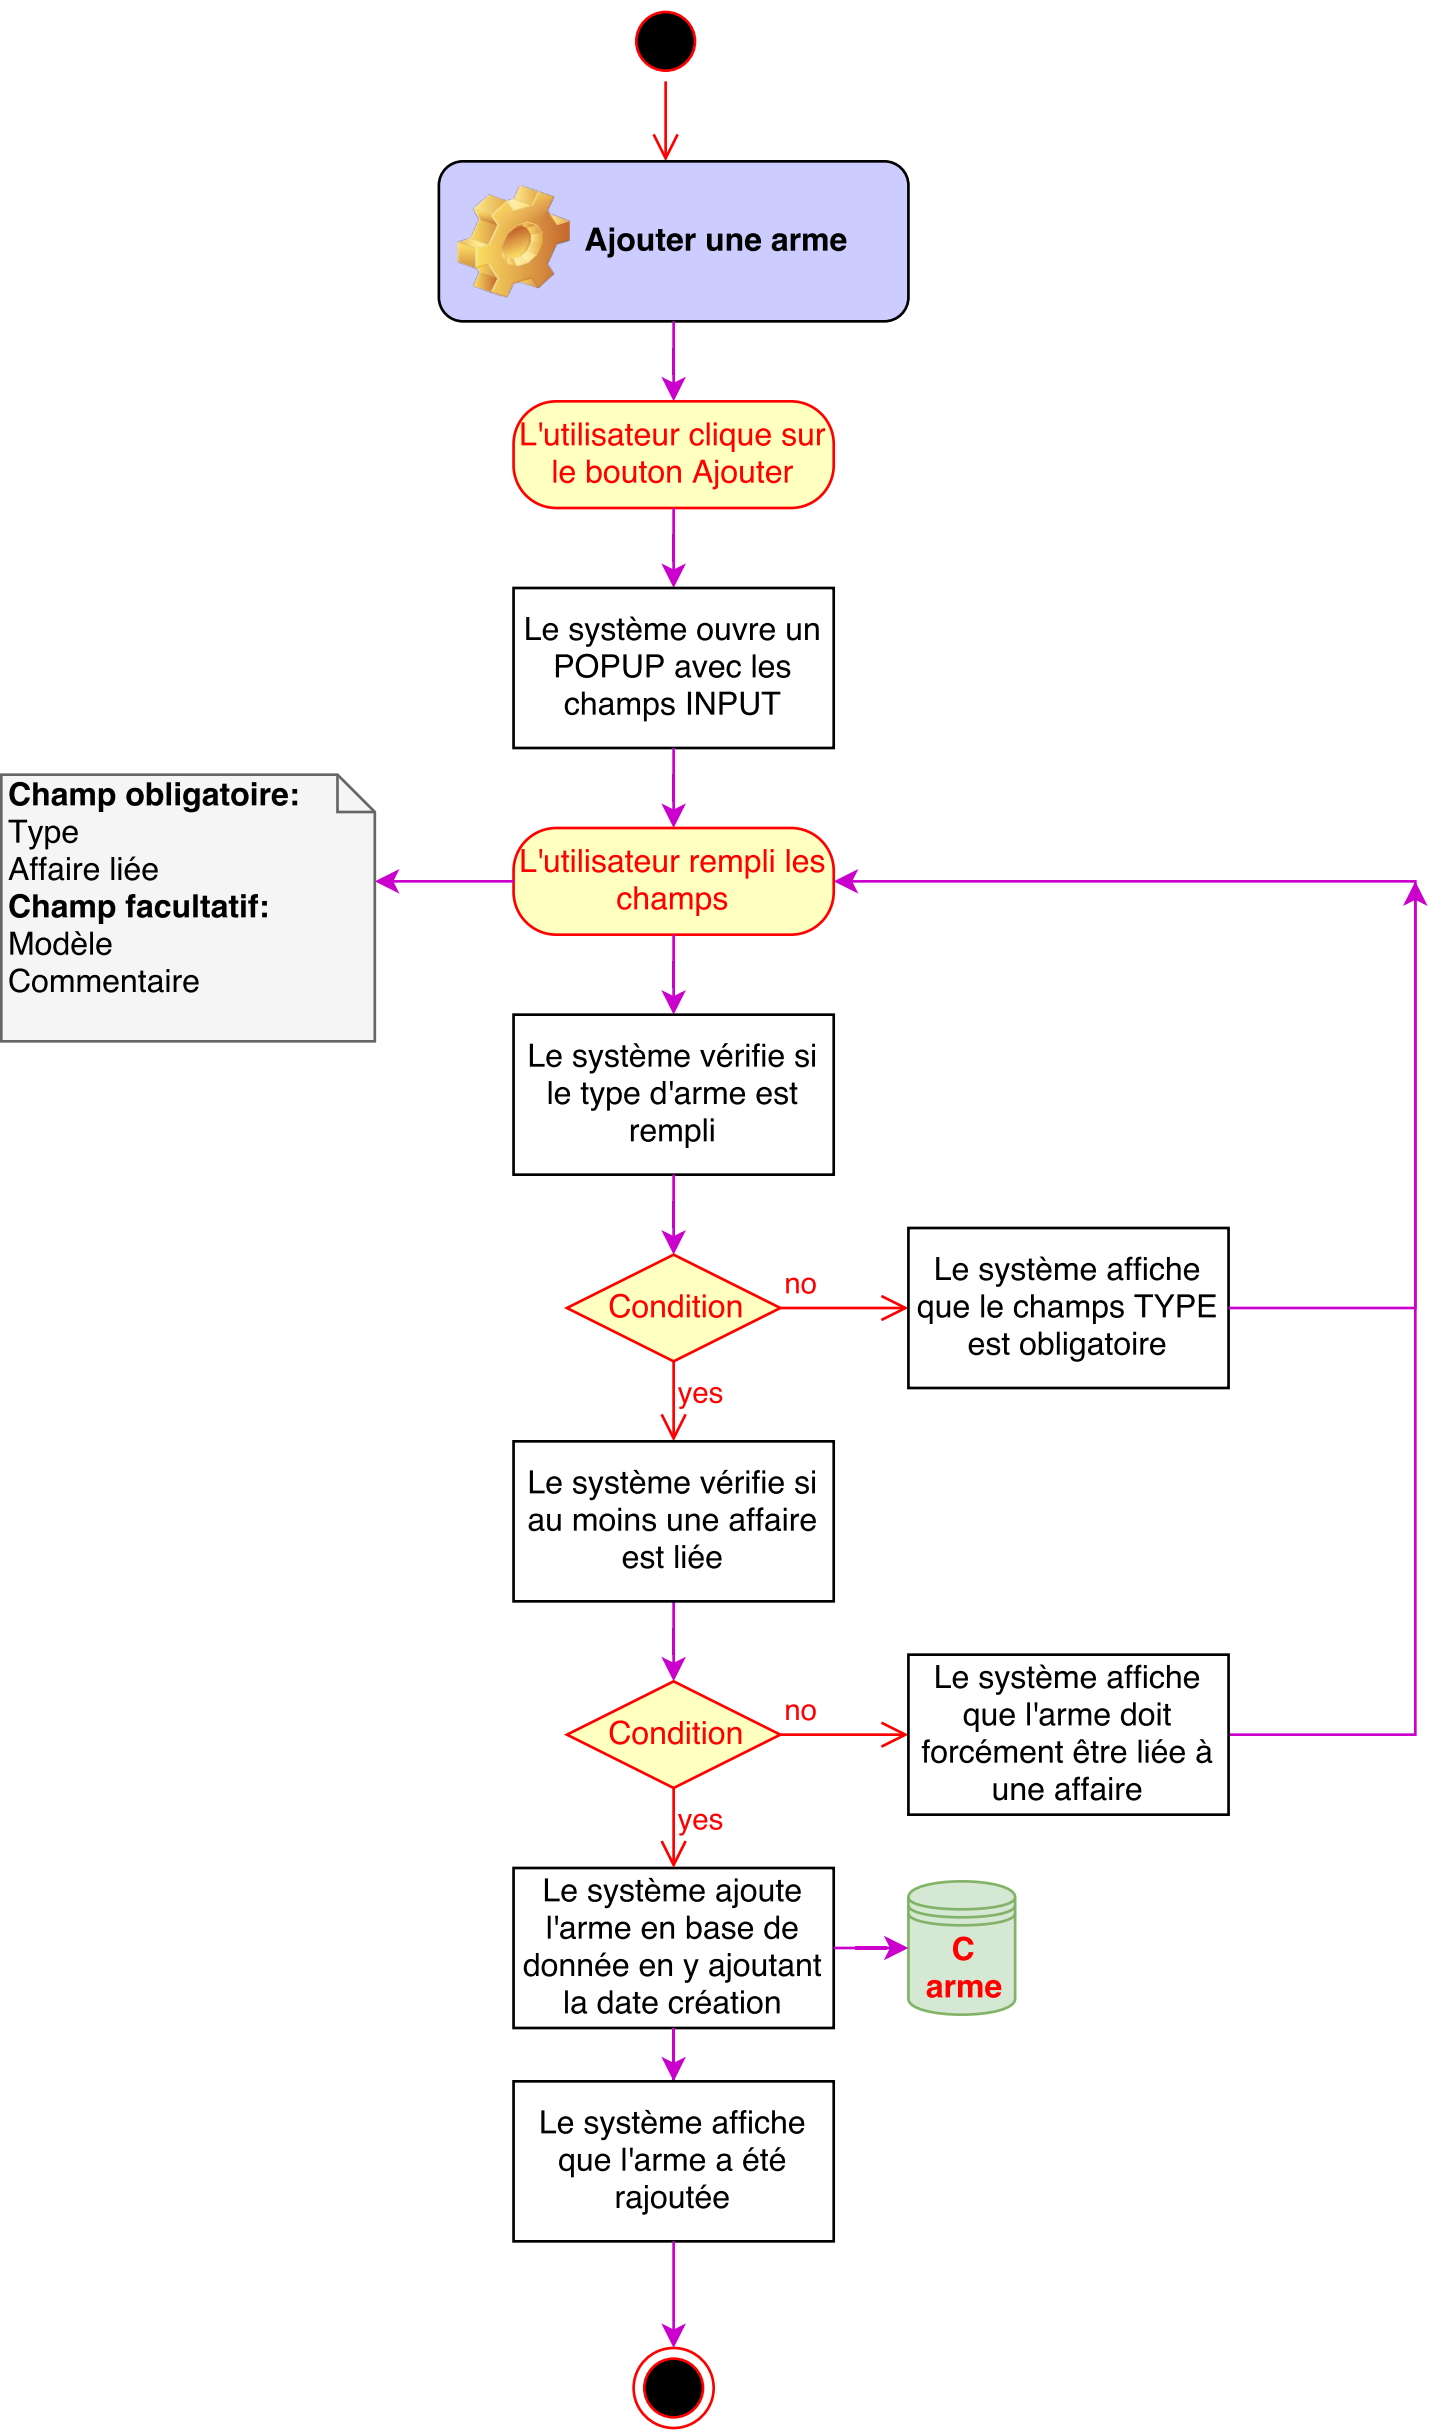 Ajouter une arme
L'utilisateur clique sur
le bouton Ajouter
Le système ouvre un
POPUP avec les
champs INPUT
Champ obligatoire:
Type
Affaire liée
Champ facultatif:
Modèle
Commentaire
L'utilisateur rempli les
champs
Le système vérifie si
le type d'arme est
rempli
Condition
no
Le système affiche
que le champs TYPE
est obligatoire
yes
Le système vérifie si
au moins une affaire
est liée
Condition
no
Le système affiche
que l'arme doit
forcément être liée à
une affaire
yes
Le système ajoute
l'arme en base de
donnée en y ajoutant
la date création
C
arme
Le système affiche
que l'arme a été
rajoutée